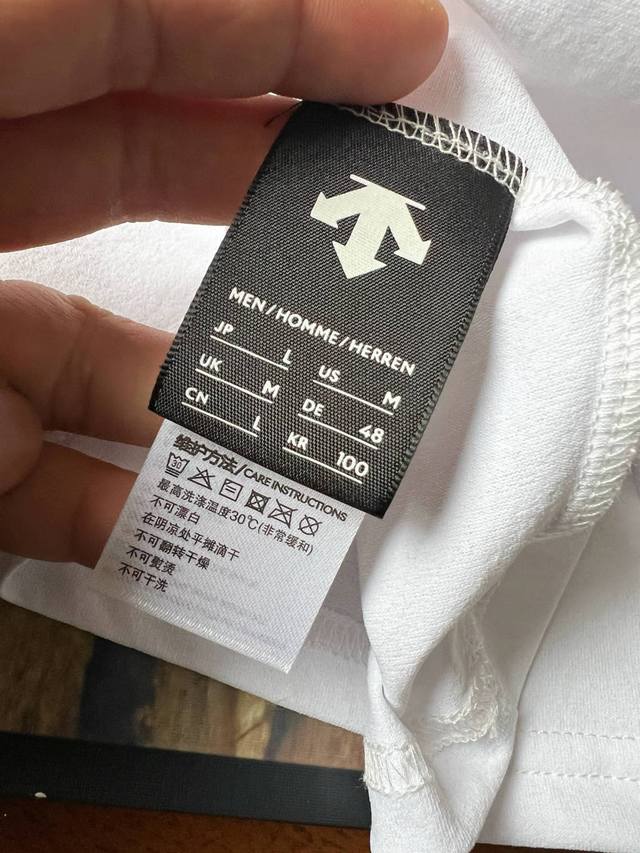 MEN/HOMME/HERREN
JP L US M
UK M DE 48
CN L KR 100
维护方法/CARE INSTRUCTIONS
30
最高洗涤温度30℃(非常缓和)
不可漂白
在阴凉处平摊滴干
不可翻转干燥
不可熨烫
不可干洗